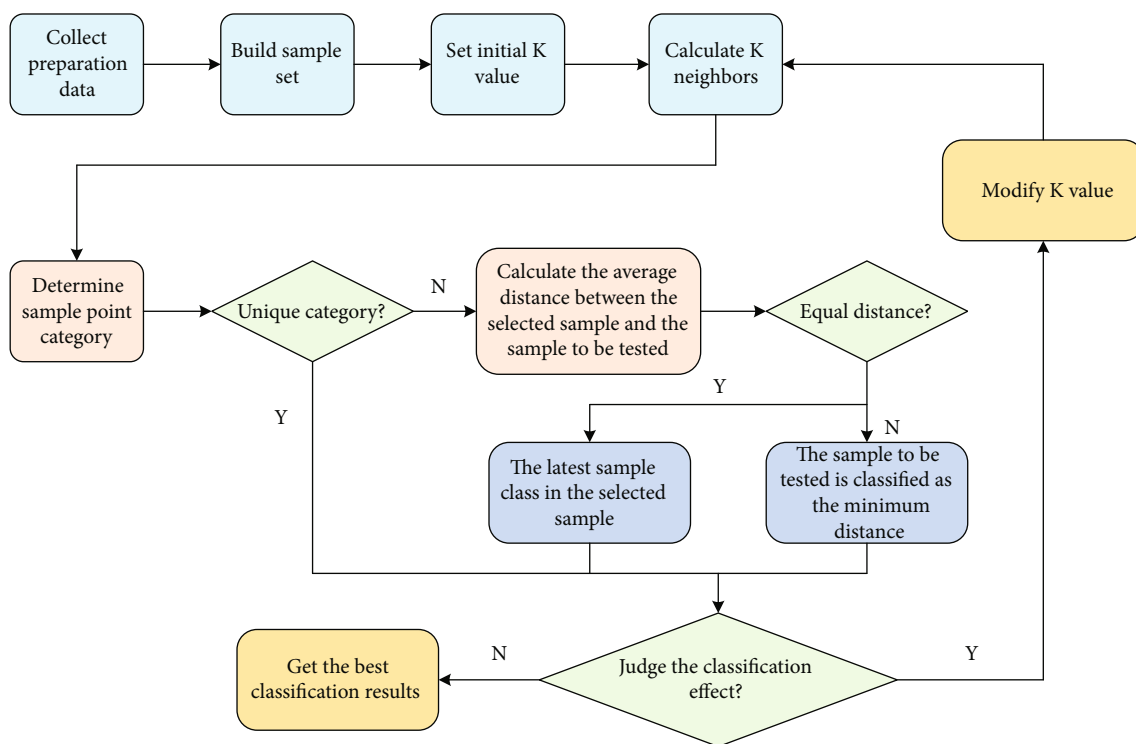 Collect
preparation
data
Build sample
set
Set initial K
value
Calculate K
neighbors
Modify K value
Determine
sample point
category
Unique category?
N
Calculate the average
distance between the
selected sample and the
sample to be tested
Equal distance?
Y
Y
N
The latest sample
class in the selected
sample
The sample to be
tested is classified as
the minimum
distance
Get the best
classification results
N
Judge the classification
effect?
Y